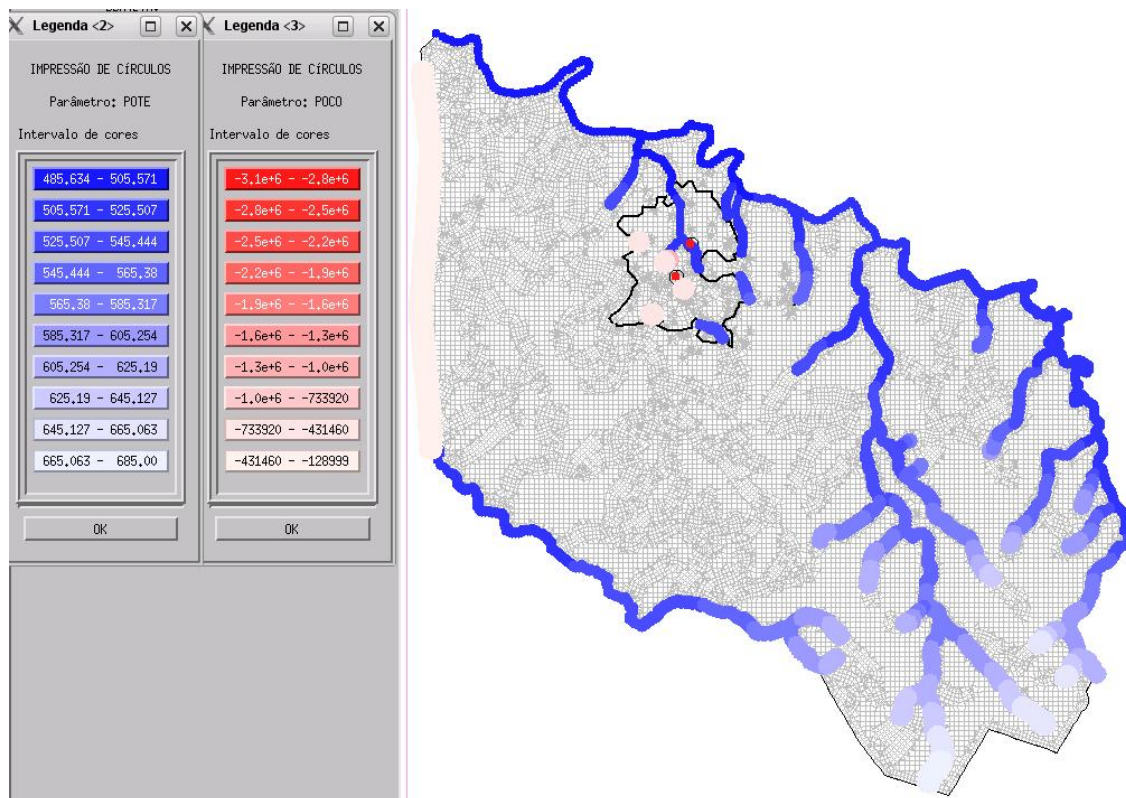 Legenda <2>
IMPRESSÃO DE CÍRCULOS
Parâmetro: POTE
Intervalo de cores
485.634 - 505.571
505.571 - 525.507
525.507 - 545.444
545.444 - 565.38
565.38 - 585.317
585.317 - 605.254
605.254 - 625.19
625.19 - 645.127
645.127 - 665.063
665.063 - 685.00
OK
Legenda <3>
IMPRESSÃO DE CÍRCULOS
Parâmetro: POCO
Intervalo de cores
-3.1e+6 - -2.8e+6
-2.8e+6 - -2.5e+6
-2.5e+6 - -2.2e+6
-2.2e+6 - -1.9e+6
-1.9e+6 - -1.6e+6
-1.6e+6 - -1.3e+6
-1.3e+6 - -1.0e+6
-1.0e+6 - -733920
-733920 - -431460
-431460 - -128999
OK